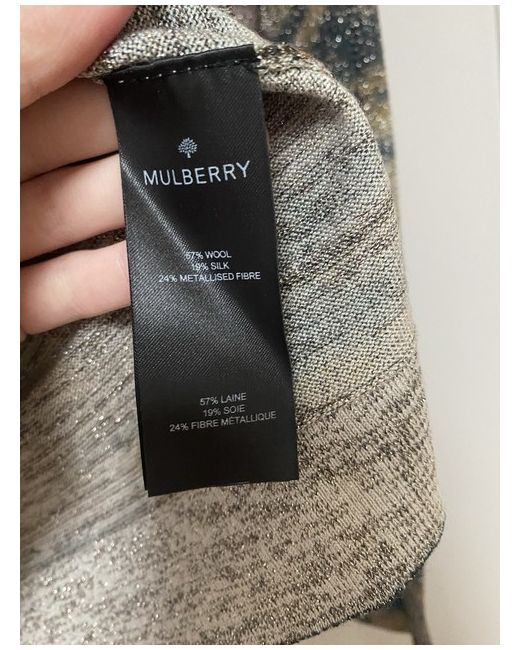 MULBERRY
57% WOOL
19% SILK
24% METALLISED FIBRE
57% LAINE
19% SOIE
24% FIBRE MÉTALLIQUE